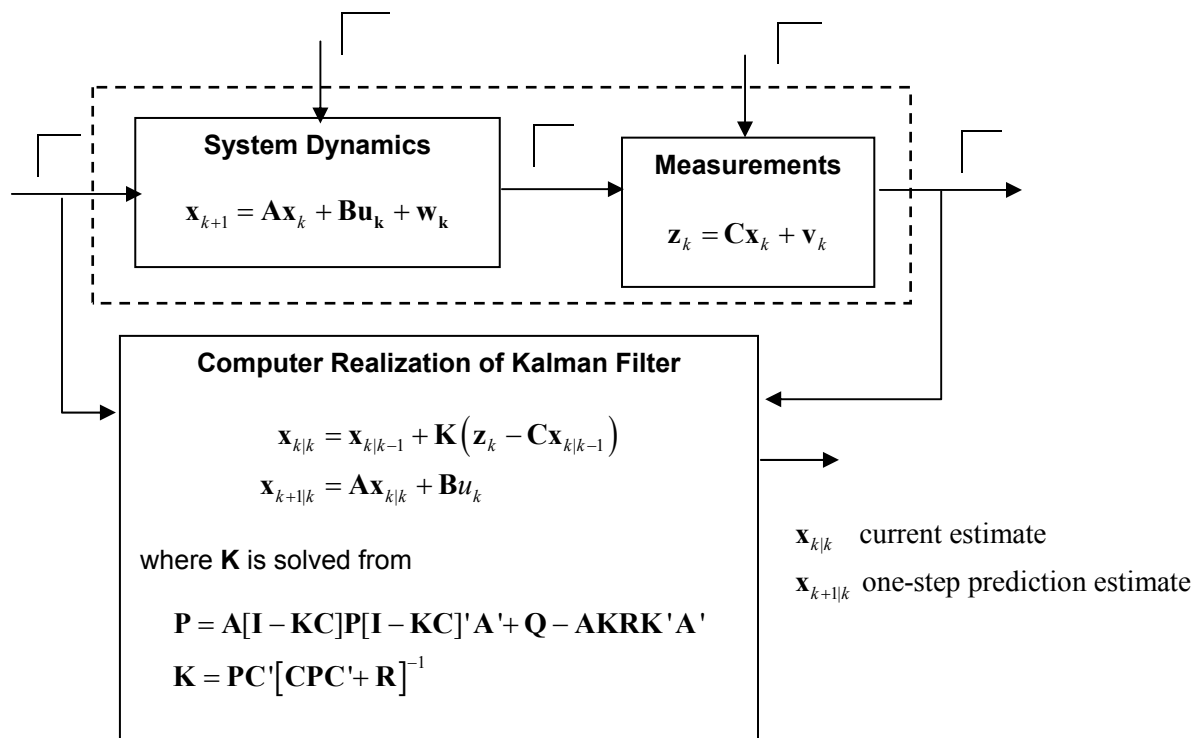 System Dynamics
x_{k+1} = Ax_k + Bu_k + w_k
Measurements
z_k = Cx_k + v_k
Computer Realization of Kalman Filter
x_{k|k} = x_{k|k−1} + K(z_k − Cx_{k|k−1})
x_{k+1|k} = Ax_{k|k} + Bu_k
where K is solved from
P = A[I − KC]P[I − KC]'A'+ Q − AKRK'A'
K = PC'[CPC'+ R]^{−1}
x_{k|k} current estimate
x_{k+1|k} one-step prediction estimate